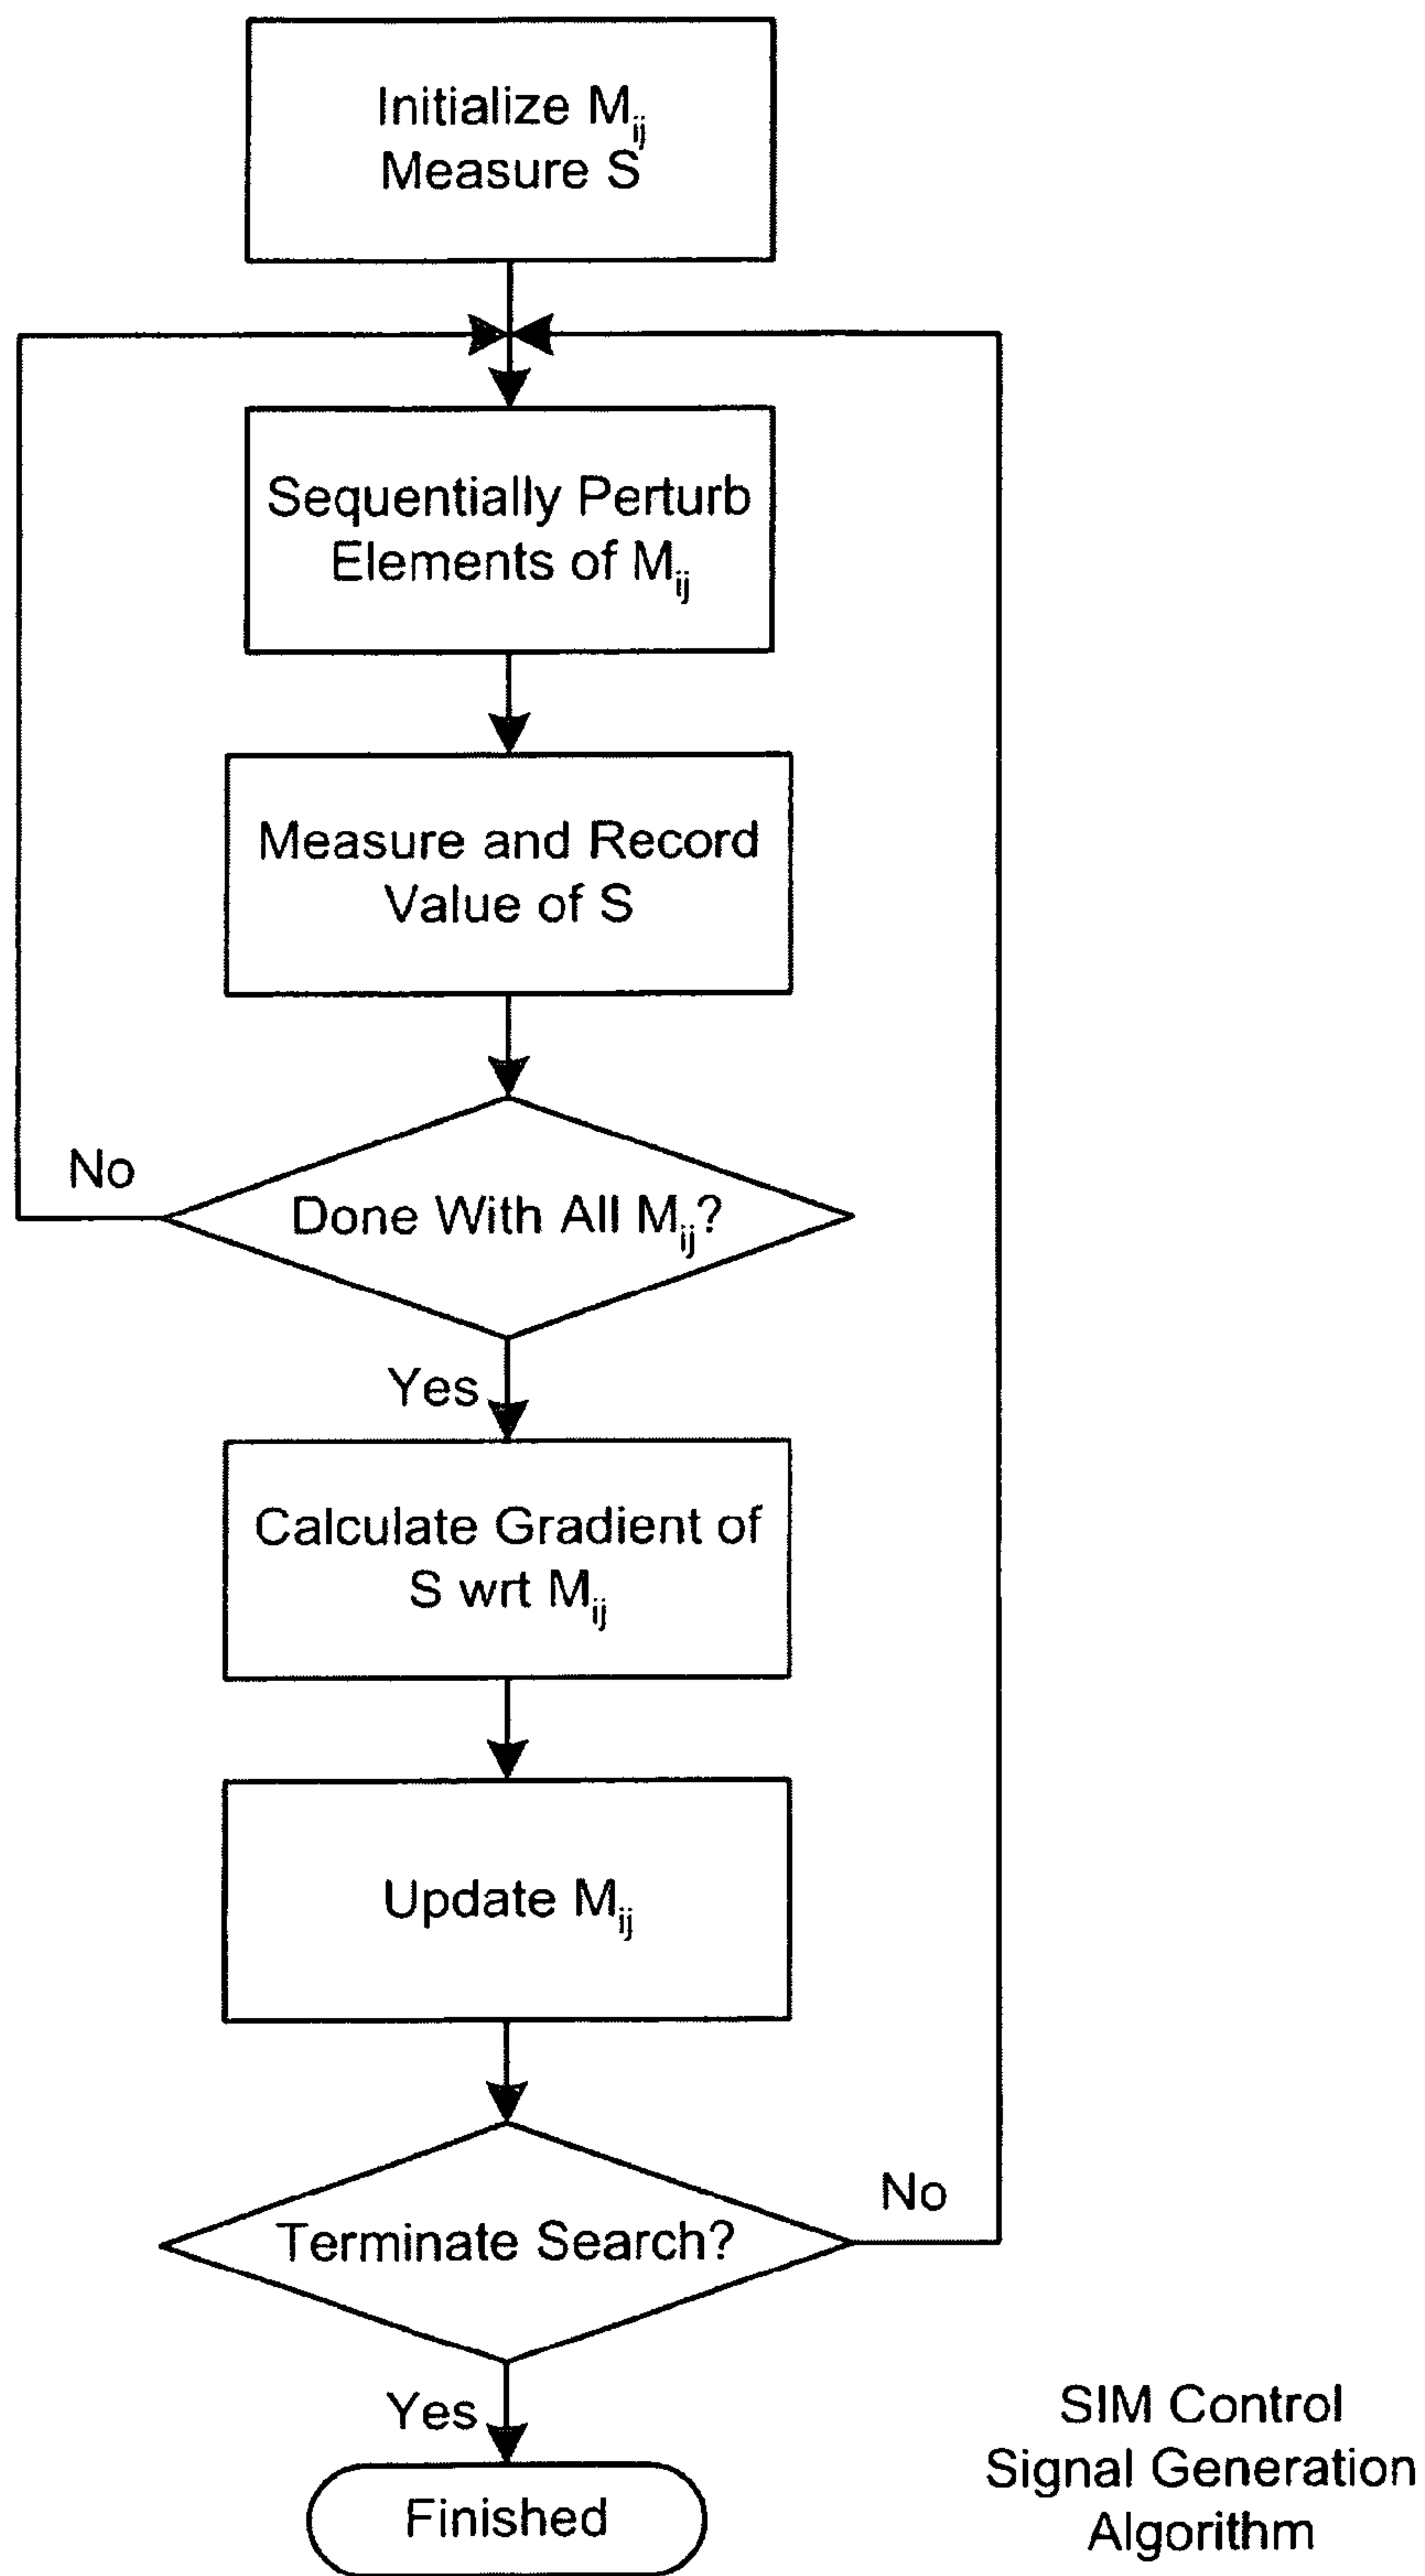 Initialize M_ij
Measure S
Sequentially Perturb
Elements of M_ij
Measure and Record
Value of S
No
Done With All M_ij?
Yes
Calculate Gradient of
S wrt M_ij
Update M_ij
No
Terminate Search?
Yes
Finished
SIM Control
Signal Generation
Algorithm